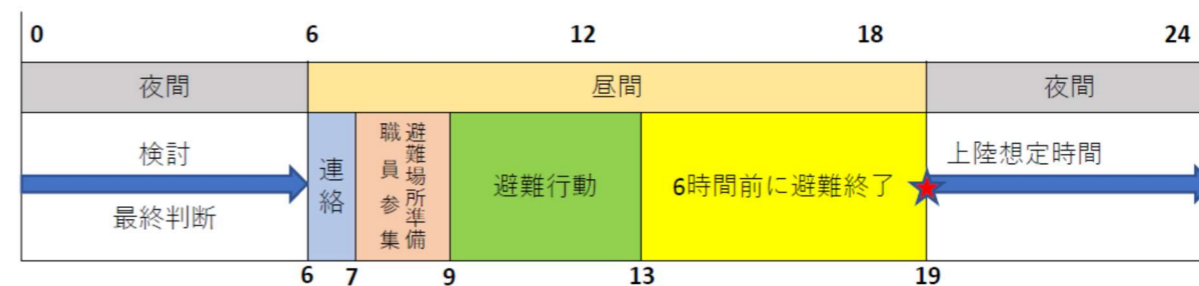 0 6 12 18 24
夜間 昼間 夜間
検討
最終判断
連絡
避難場所準備
職員参集
避難行動
6時間前に避難終了
上陸想定時間
6 7 9 13 19